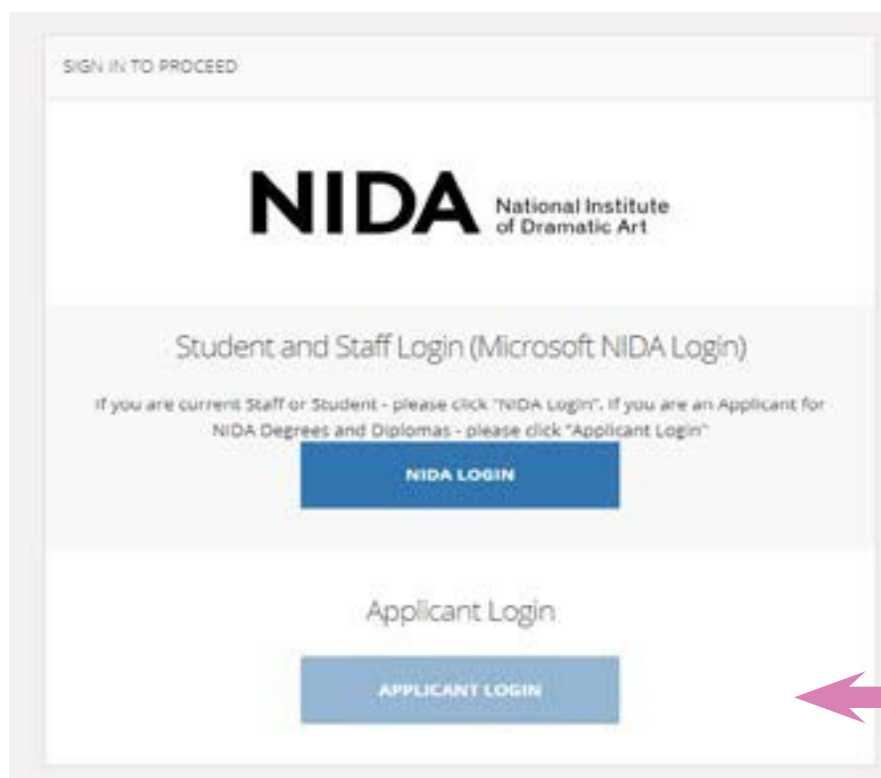 SIGN IN TO PROCEED
NIDA National Institute
of Dramatic Art
Student and Staff Login (Microsoft NIDA Login)
If you are current Staff or Student - please click "NIDA Login". If you are an Applicant for
NIDA Degrees and Diplomas - please click "Applicant Login"
NIDA LOGIN
Applicant Login
APPLICANT LOGIN